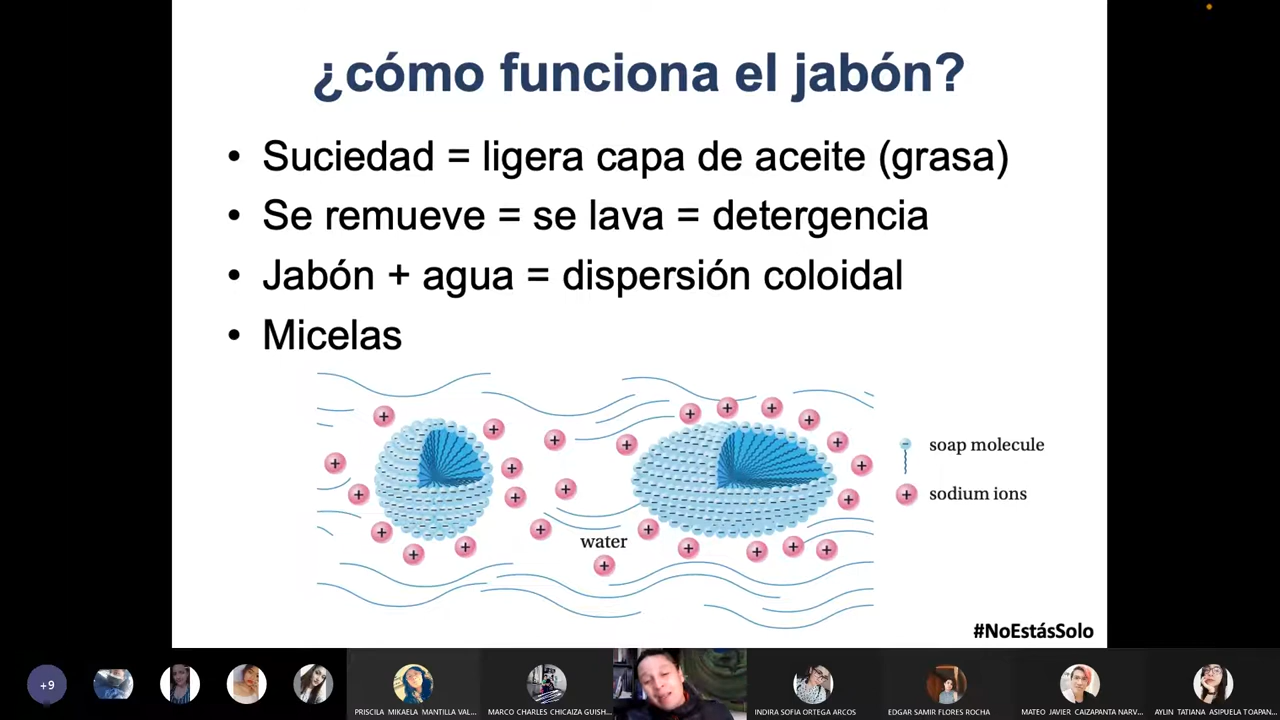 ¿cómo funciona el jabón?
• Suciedad = ligera capa de aceite (grasa)
• Se remueve = se lava = detergencia
• Jabón + agua = dispersión coloidal
• Micelas
soap molecule
sodium ions
water
#NoEstásSolo
+9
PRISCILA MIKAELA MANTILLA VAL...
MARCO CHARLES CHICAIZA GUISH...
INDIRA SOFIA ORTEGA ARCOS
EDGAR SAMIR FLORES ROCHA
MATEO JAVIER CAIZAPANTA NARV...
AYLIN TATIANA ASIPUELA TOAPAN...